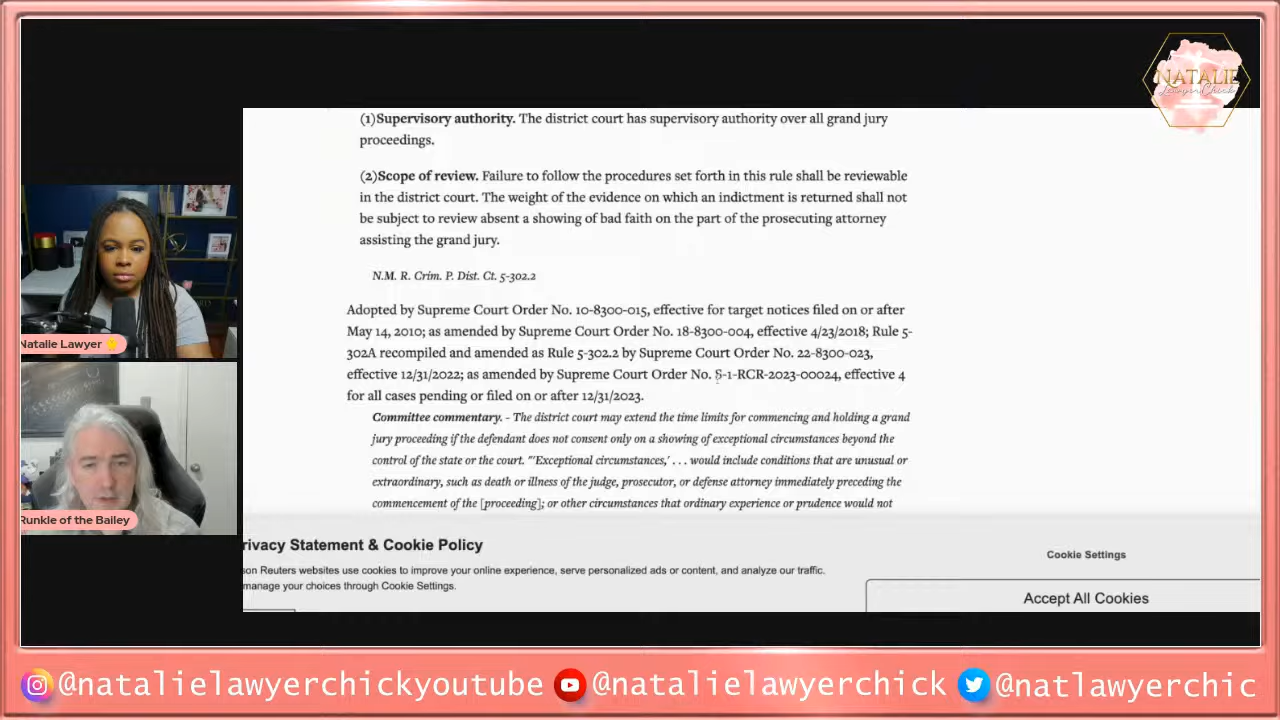 NATALIE
LawyerChick
(1)Supervisory authority. The district court has supervisory authority over all grand jury
proceedings.
(2)Scope of review. Failure to follow the procedures set forth in this rule shall be reviewable
in the district court. The weight of the evidence on which an indictment is returned shall not
be subject to review absent a showing of bad faith on the part of the prosecuting attorney
assisting the grand jury.
N.M. R. Crim. P. Dist. Ct. 5-302.2
Adopted by Supreme Court Order No. 10-8300-015, effective for target notices filed on or after
May 14, 2010; as amended by Supreme Court Order No. 18-8300-004, effective 4/23/2018; Rule 5-
302A recompiled and amended as Rule 5-302.2 by Supreme Court Order No. 22-8300-023,
effective 12/31/2022; as amended by Supreme Court Order No. S-1-RCR-2023-00024, effective 4
for all cases pending or filed on or after 12/31/2023.
Committee commentary. - The district court may extend the time limits for commencing and holding a grand
jury proceeding if the defendant does not consent only on a showing of exceptional circumstances beyond the
control of the state or the court. "'Exceptional circumstances,' . . . would include conditions that are unusual or
extraordinary, such as death or illness of the judge, prosecutor, or defense attorney immediately preceding the
commencement of the [proceeding]; or other circumstances that ordinary experience or prudence would not
rivacy Statement & Cookie Policy
son Reuters websites use cookies to improve your online experience, serve personalized ads or content, and analyze our traffic.
manage your choices through Cookie Settings.
Cookie Settings
Accept All Cookies
Natalie Lawyer
Runkle of the Bailey
@natalielawyerchickyoutube
@natalielawyerchick
@natlawyerchic